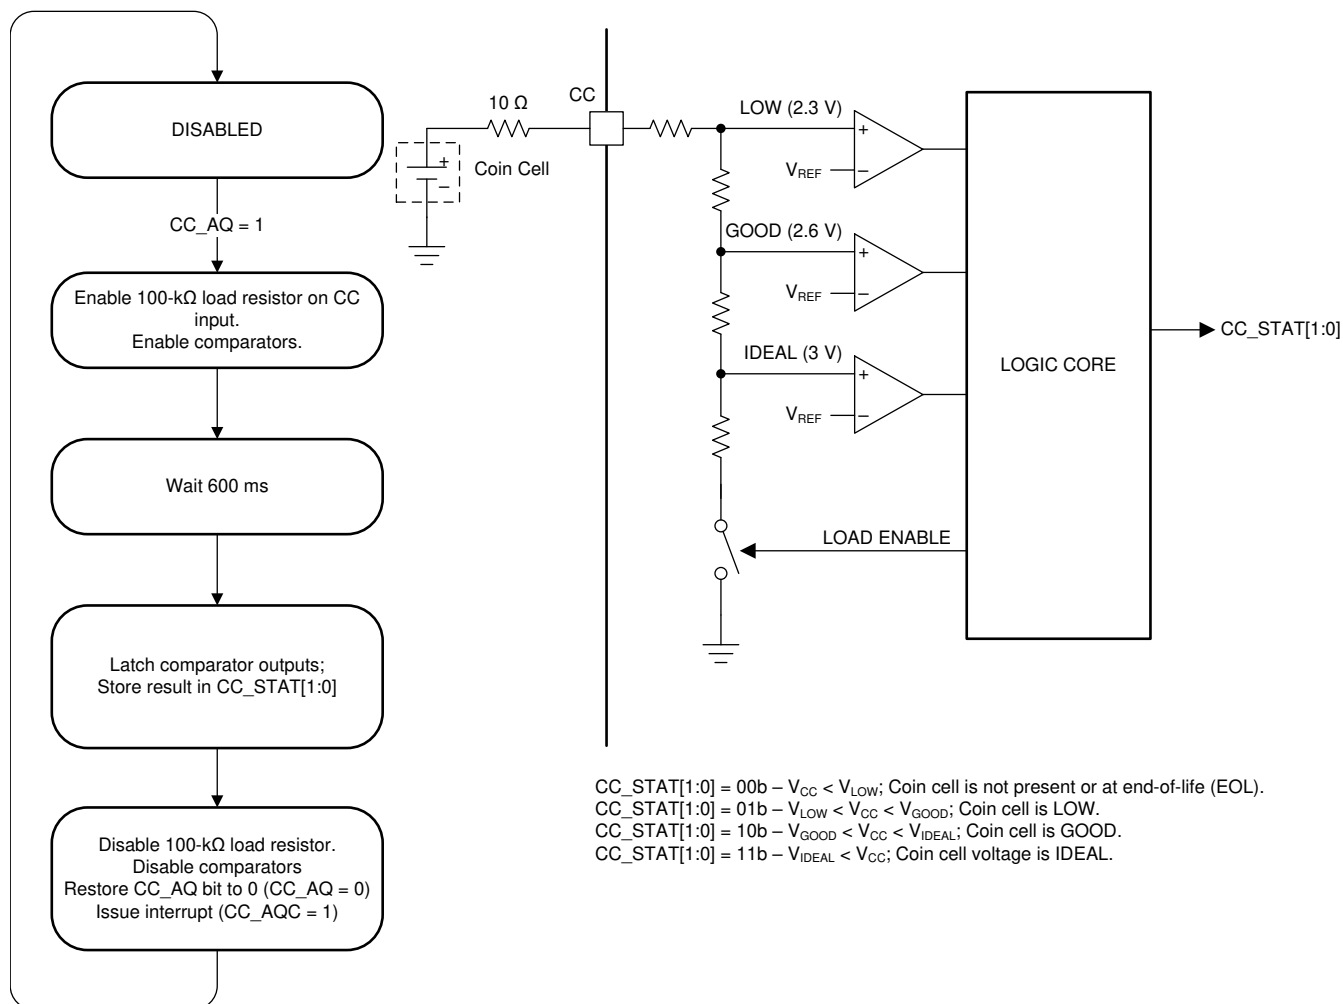 DISABLED
CC_AQ = 1
Enable 100-kΩ load resistor on CC
input.
Enable comparators.
Wait 600 ms
Latch comparator outputs;
Store result in CC_STAT[1:0]
Disable 100-kΩ load resistor.
Disable comparators
Restore CC_AQ bit to 0 (CC_AQ = 0)
Issue interrupt (CC_AQC = 1)
10 Ω
CC
+
−
Coin Cell
LOW (2.3 V)
+
VREF
−
GOOD (2.6 V)
+
VREF
−
IDEAL (3 V)
+
VREF
−
LOAD ENABLE
LOGIC CORE
CC_STAT[1:0]
CC_STAT[1:0] = 00b – VCC < VLOW; Coin cell is not present or at end-of-life (EOL).
CC_STAT[1:0] = 01b – VLOW < VCC < VGOOD; Coin cell is LOW.
CC_STAT[1:0] = 10b – VGOOD < VCC < VIDEAL; Coin cell is GOOD.
CC_STAT[1:0] = 11b – VIDEAL < VCC; Coin cell voltage is IDEAL.